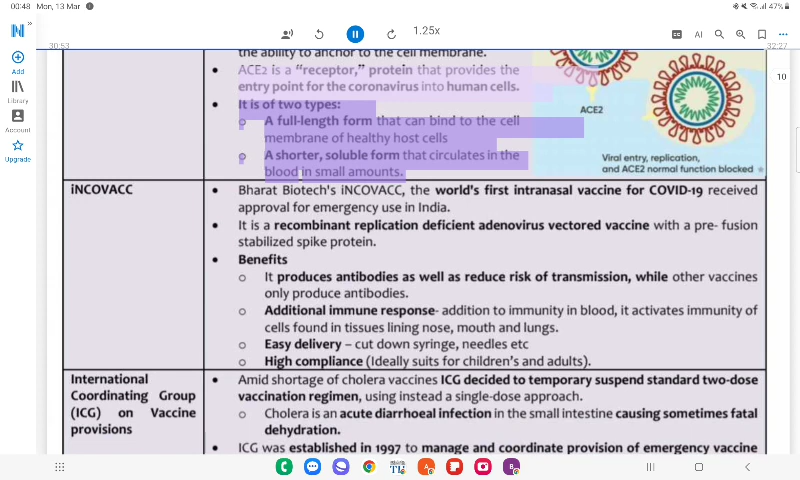 00:48 Mon, 13 Mar
47%
N »
1.25x
AI
30:53
32:27
Add
Library
Account
Upgrade
10
the ability to anchor to the cell membrane.
• ACE2 is a “receptor,” protein that provides the
entry point for the coronavirus into human cells.
• It is of two types:
o A full-length form that can bind to the cell
membrane of healthy host cells
o A shorter, soluble form that circulates in the
blood in small amounts.
ACE2
Viral entry, replication,
and ACE2 normal function blocked
iNCOVACC
• Bharat Biotech's iNCOVACC, the world's first intranasal vaccine for COVID-19 received
approval for emergency use in India.
• It is a recombinant replication deficient adenovirus vectored vaccine with a pre- fusion
stabilized spike protein.
• Benefits
o It produces antibodies as well as reduce risk of transmission, while other vaccines
only produce antibodies.
o Additional immune response- addition to immunity in blood, it activates immunity of
cells found in tissues lining nose, mouth and lungs.
o Easy delivery – cut down syringe, needles etc
o High compliance (Ideally suits for children's and adults).
International
Coordinating Group
(ICG) on Vaccine
provisions
• Amid shortage of cholera vaccines ICG decided to temporary suspend standard two-dose
vaccination regimen, using instead a single-dose approach.
o Cholera is an acute diarrhoeal infection in the small intestine causing sometimes fatal
dehydration.
• ICG was established in 1997 to manage and coordinate provision of emergency vaccine